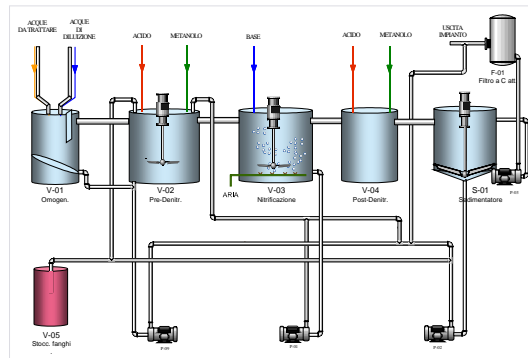 ACQUE
DA TRATTARE
ACQUE
DI
DILUZIONE
ACIDO
METANOLO
BASE
ACIDO
METANOLO
USCITA
IMPIANTO
F-01
Filtro a C att.
V-01
Omogen.
V-02
Pre-Denitr.
ARIA
V-03
Nitrificazione
V-04
Post-Denitr.
S-01
Sedimentatore
V-05
Stocc. fanghi